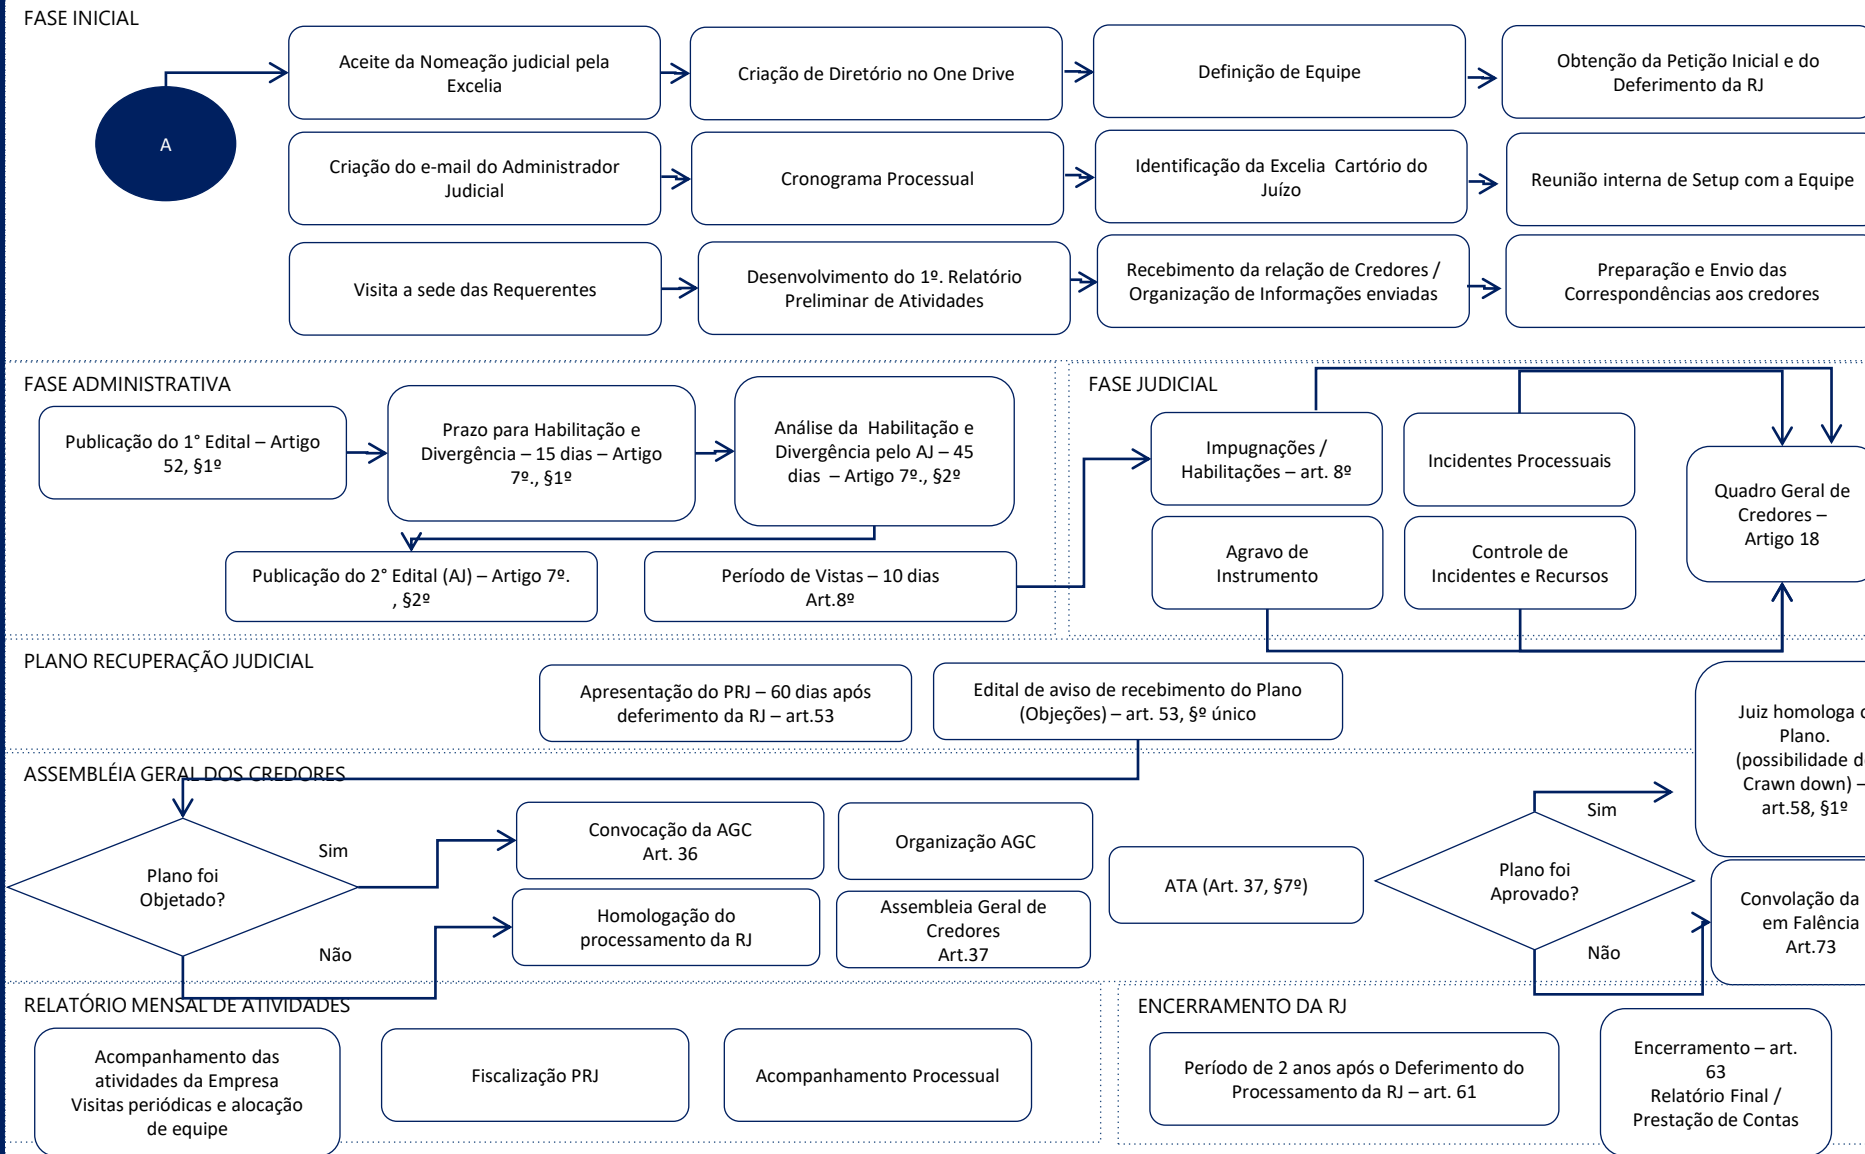 FASE INICIAL
A
Aceite da Nomeação judicial pela
Excelia
Criação de Diretório no One Drive
Definição de Equipe
Obtenção da Petição Inicial e do
Deferimento da RJ
Criação do e-mail do Administrador
Judicial
Cronograma Processual
Identificação da Excelia Cartório do
Juízo
Reunião interna de Setup com a Equipe
Visita a sede das Requerentes
Desenvolvimento do 1º. Relatório
Preliminar de Atividades
Recebimento da relação de Credores /
Organização de Informações enviadas
Preparação e Envio das
Correspondências aos credores
FASE ADMINISTRATIVA
Publicação do 1° Edital – Artigo
52, §1º
Prazo para Habilitação e
Divergência – 15 dias – Artigo
7º., §1º
Análise da Habilitação e
Divergência pelo AJ – 45
dias – Artigo 7º., §2º
Publicação do 2° Edital (AJ) – Artigo 7º.
, §2º
Período de Vistas – 10 dias
Art.8º
FASE JUDICIAL
Impugnações /
Habilitações – art. 8º
Incidentes Processuais
Agravo de
Instrumento
Controle de
Incidentes e Recursos
Quadro Geral de
Credores –
Artigo 18
PLANO RECUPERAÇÃO JUDICIAL
Apresentação do PRJ – 60 dias após
deferimento da RJ – art.53
Edital de aviso de recebimento do Plano
(Objeções) – art. 53, §º único
Juiz homologa
Plano.
(possibilidade
Crawn down) –
art.58, §1º
ASSEMBLÉIA GERAL DOS CREDORES
Plano foi
Objetado?
Sim
Não
Convocação da AGC
Art. 36
Organização AGC
Homologação do
processamento da RJ
Assembleia Geral de
Credores
Art.37
ATA (Art. 37, §7º)
Plano foi
Aprovado?
Sim
Não
Convolação da
em Falência
Art.73
RELATÓRIO MENSAL DE ATIVIDADES
Acompanhamento das
atividades da Empresa
Visitas periódicas e alocação
de equipe
Fiscalização PRJ
Acompanhamento Processual
ENCERRAMENTO DA RJ
Período de 2 anos após o Deferimento do
Processamento da RJ – art. 61
Encerramento – art.
63
Relatório Final /
Prestação de Contas